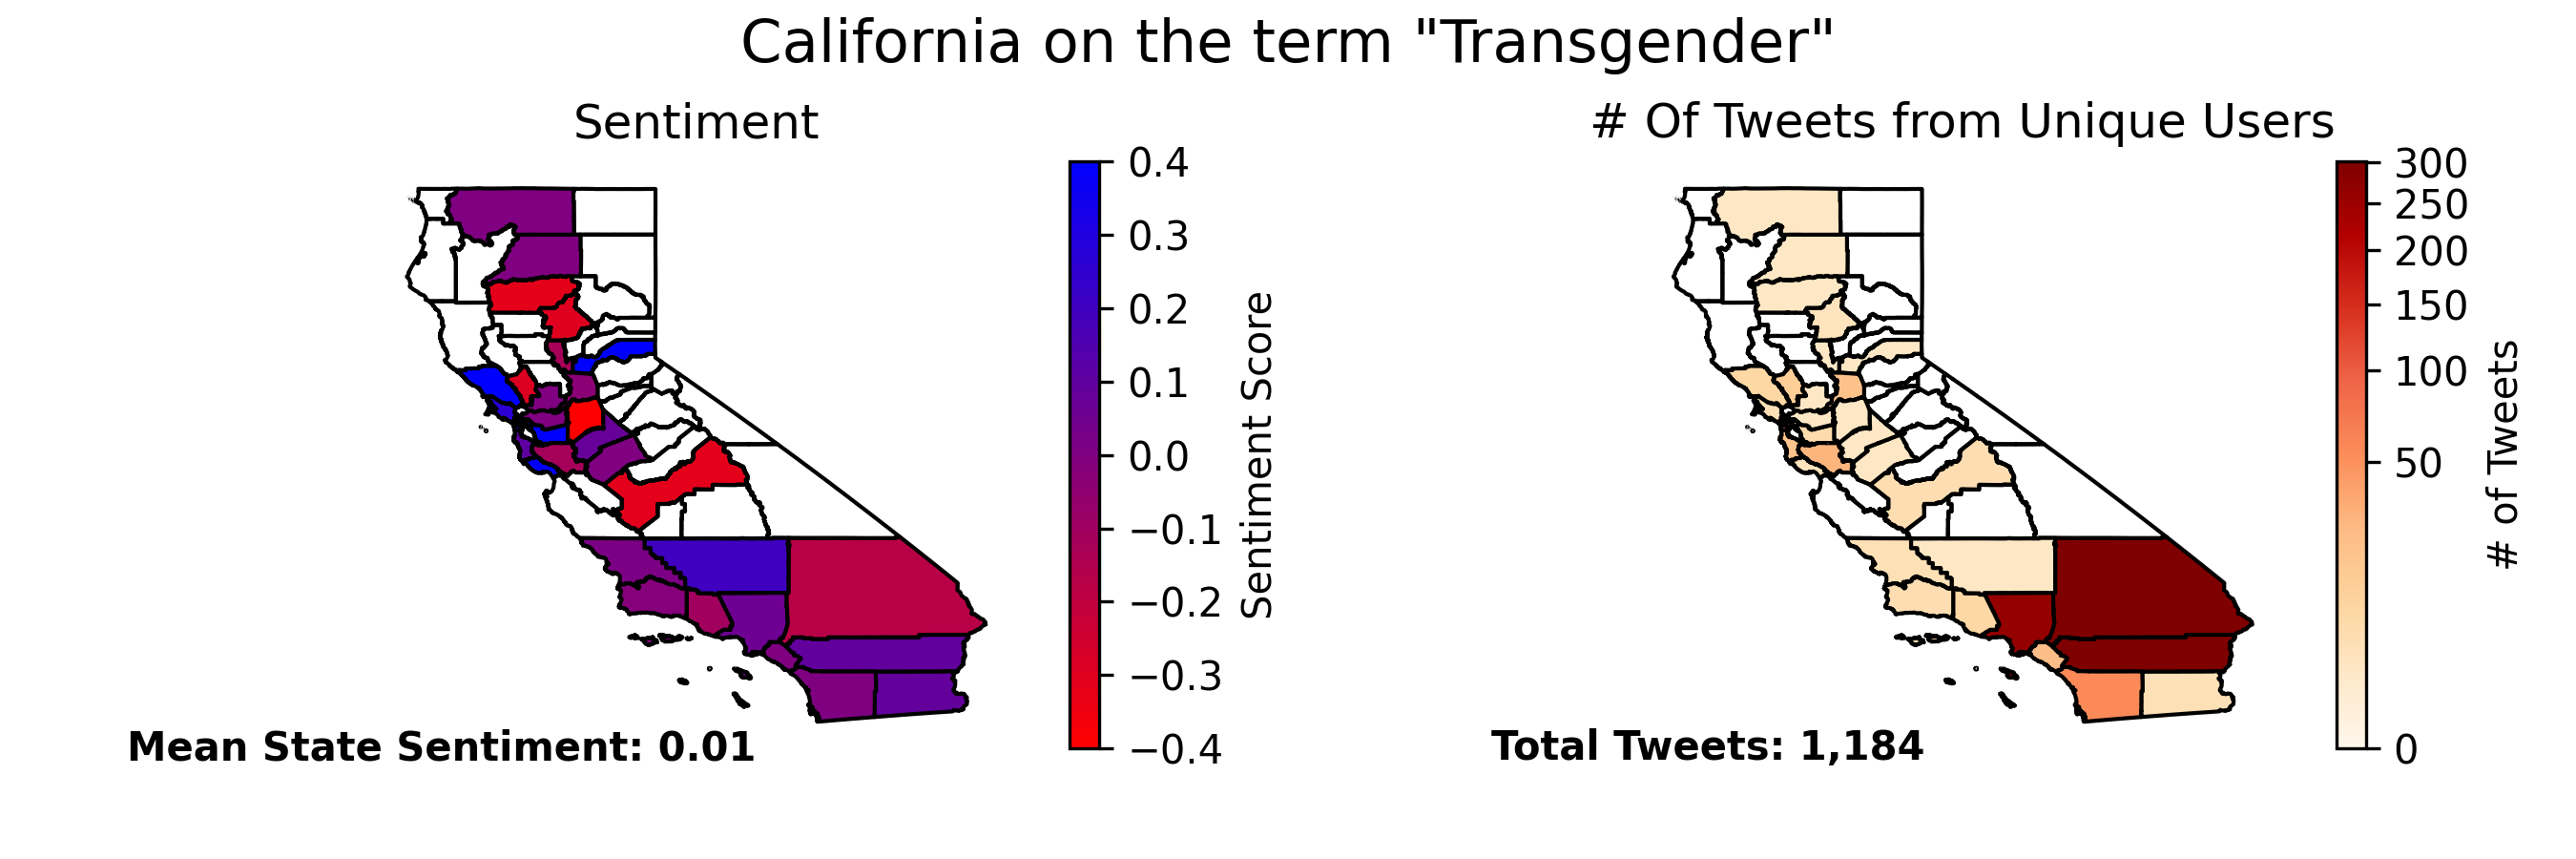 California on the term "Transgender"
Sentiment
0.4
0.3
0.2
0.1
0.0
−0.1
−0.2
−0.3
−0.4
Sentiment Score
Mean State Sentiment: 0.01
# Of Tweets from Unique Users
300
250
200
150
100
50
0
# of Tweets
Total Tweets: 1,184